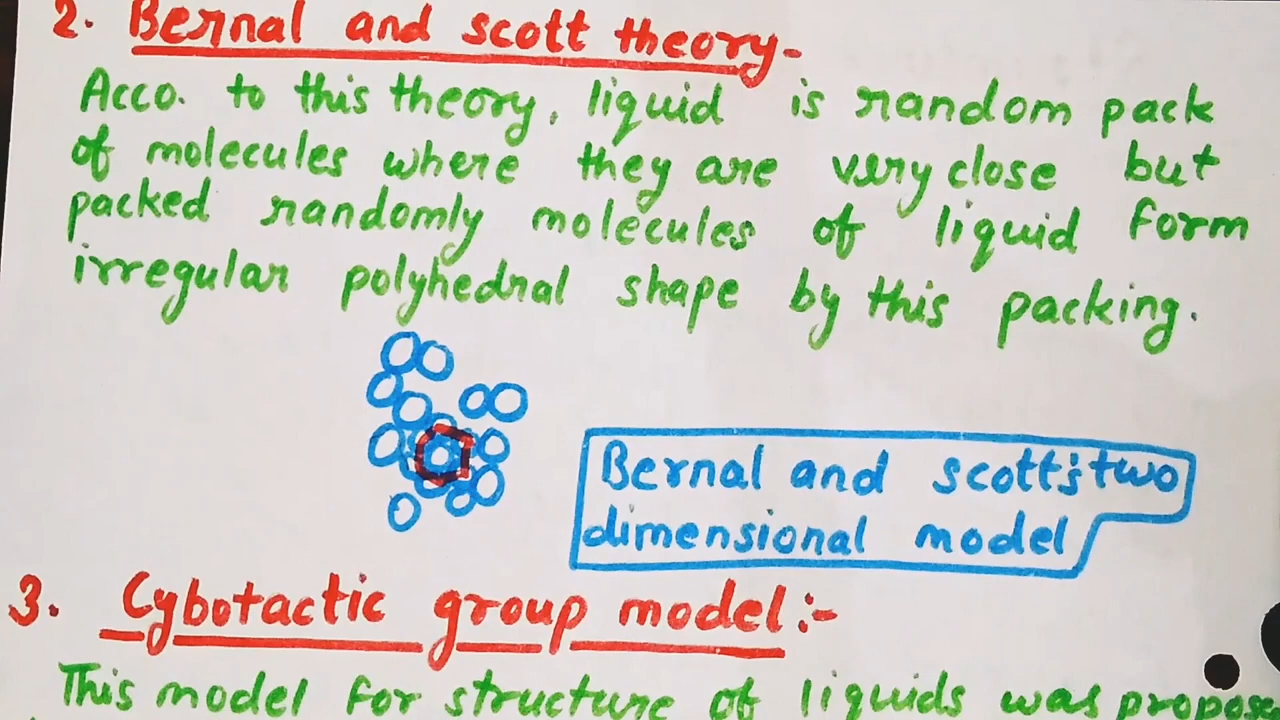 2. Bernal and scott theory-
Acco. to this theory, liquid is random pack
of molecules where they are very close but
packed randomly molecules of liquid form
irregular polyhedral shape by this packing.
Bernal and scott's two
dimensional model
3. Cybotactic group model:-
This model for structure of liquids was propose